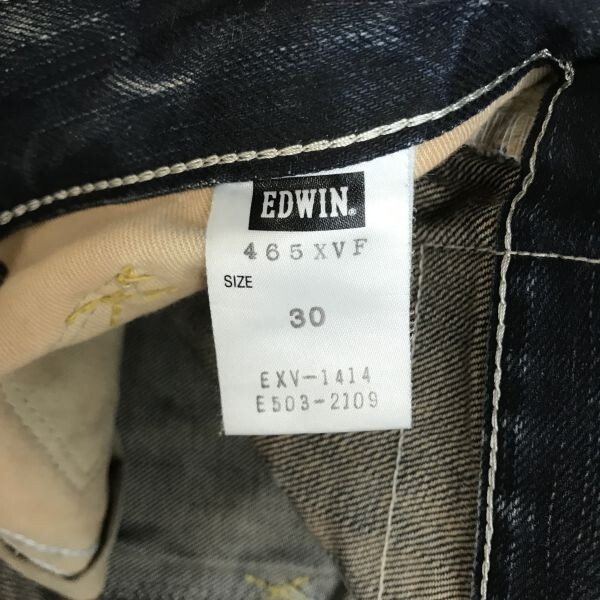 EDWIN®
465XVF
SIZE
30
EXV-1414
E503-2109